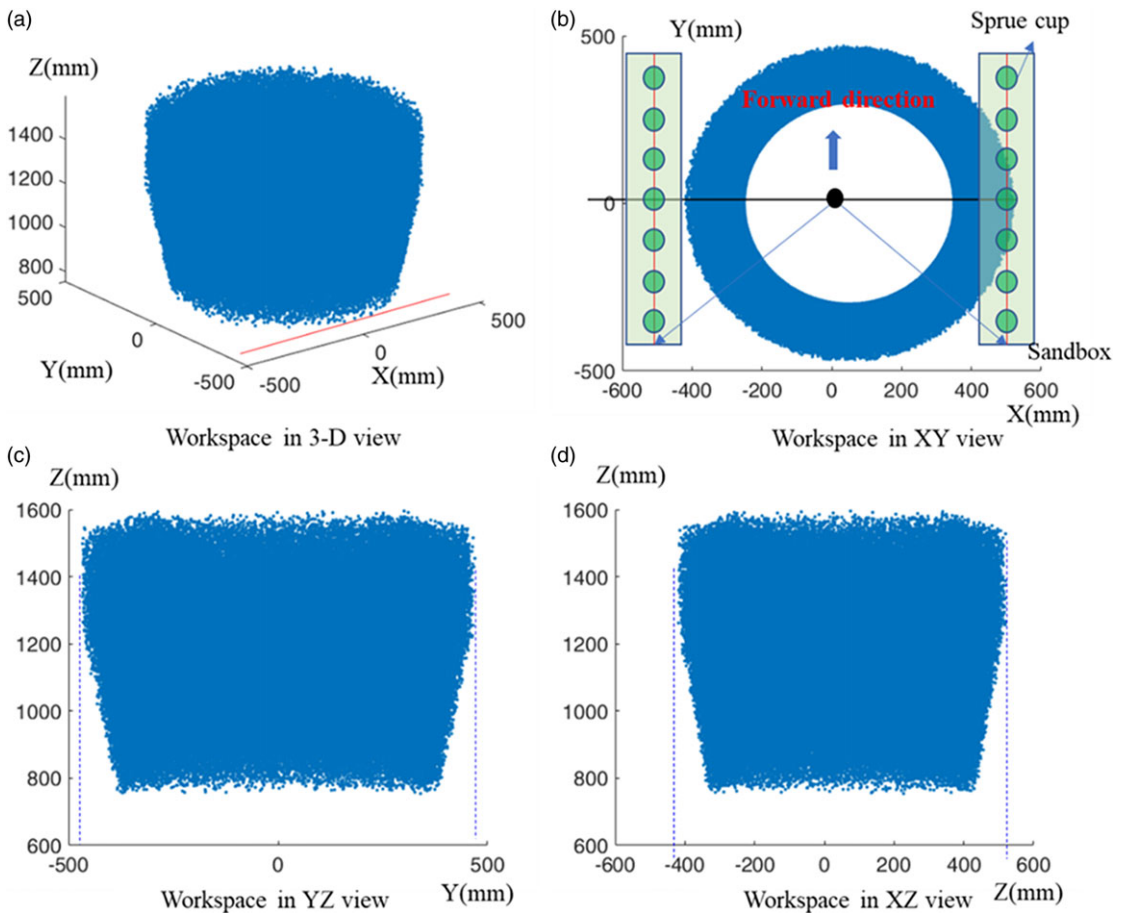 (a)
Z(mm)
1400
1200
1000
800
500
0
-500
Y(mm)
-500
0
500
X(mm)
Workspace in 3-D view
(b)
Y(mm)
Sprue cup
500
Forward direction
0
-500
-600
-400
-200
0
200
400
600
Sandbox
X(mm)
Workspace in XY view
(c)
Z(mm)
1600
1400
1200
1000
800
600
-500
0
500
Workspace in YZ view
Y(mm)
(d)
Z(mm)
1600
1400
1200
1000
800
600
-600
-400
-200
0
200
400
600
Workspace in XZ view
Z(mm)